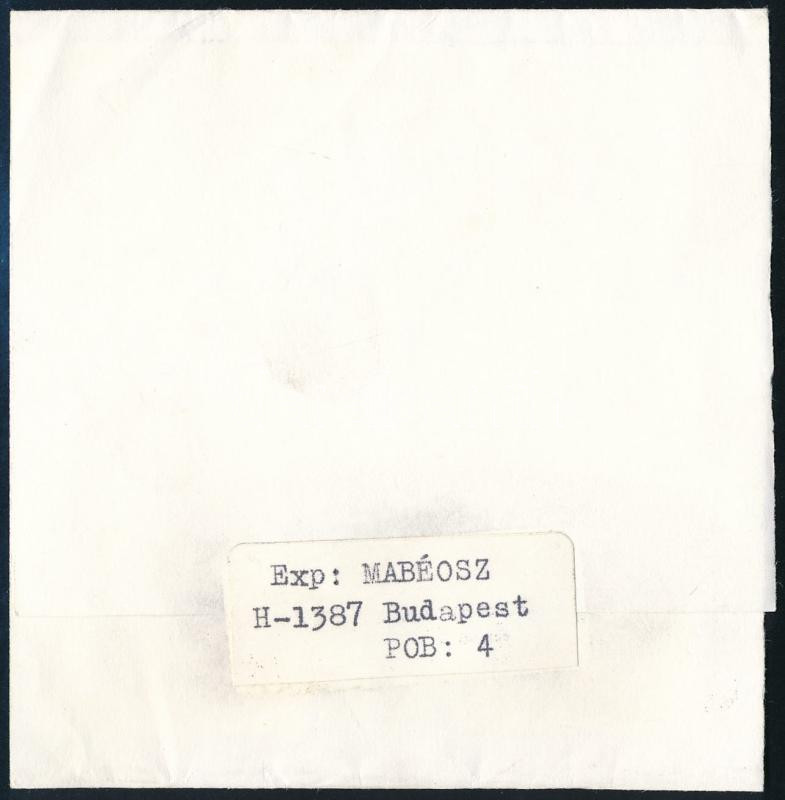 Exp: MABÉOSZ
H-1387 Budapest
POB: 4